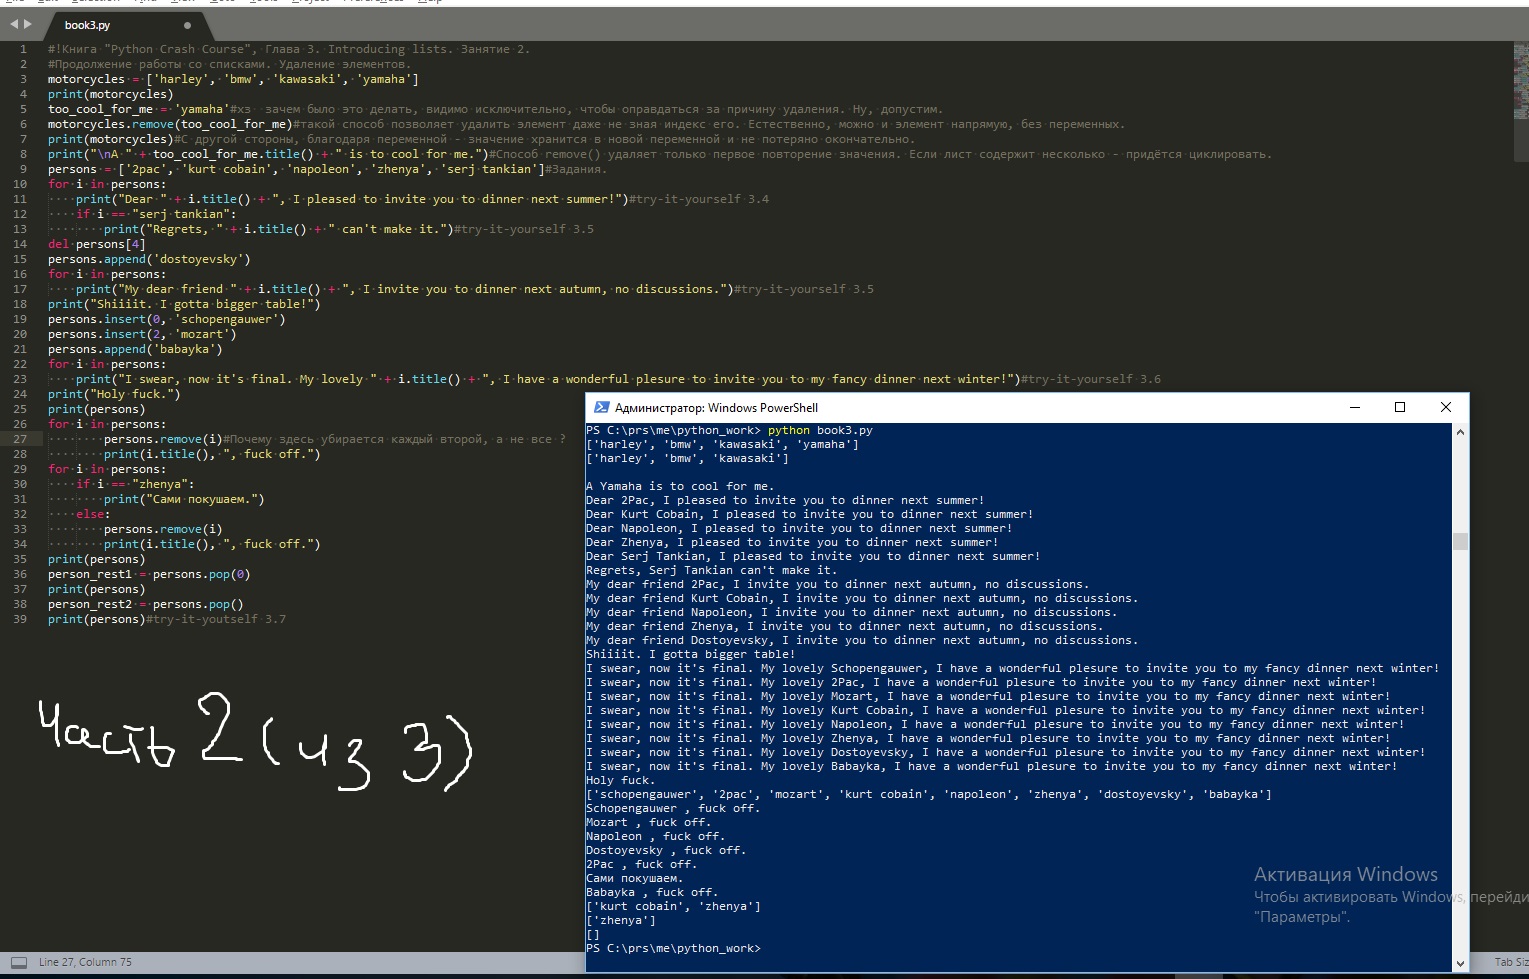 book3.py
1 #!Книга "Python Crash Course", Глава 3. Introducing lists. Занятие 2.
2 #Продолжение работы со списками. Удаление элементов.
3 motorcycles = ['harley', 'bmw', 'kawasaki', 'yamaha']
4 print(motorcycles)
5 too_cool_for_me = 'yamaha'#хз  зачем было это делать, видимо исключительно, чтобы оправдаться за причину удаления. Ну, допустим.
6 motorcycles.remove(too_cool_for_me)#такой способ позволяет удалить элемент даже не зная индекс его. Естественно, можно и элемент напрямую, без переменных.
7 print(motorcycles)#С другой стороны, благодаря переменной - значение хранится в новой переменной и не потеряно окончательно.
8 print("\nA " + too_cool_for_me.title() + " is to cool for me.")#Способ remove() удаляет только первое повторение значения. Если лист содержит несколько - придётся циклировать.
9 persons = ['2pac', 'kurt cobain', 'napoleon', 'zhenya', 'serj tankian']#Задания.
10 for i in persons:
11     print("Dear " + i.title() + ", I pleased to invite you to dinner next summer!")#try-it-yourself 3.4
12     if i == "serj tankian":
13         print("Regrets, " + i.title() + " can't make it.")#try-it-yourself 3.5
14 del persons[4]
15 persons.append('dostoyevsky')
16 for i in persons:
17     print("My dear friend " + i.title() + ", I invite you to dinner next autumn, no discussions.")#try-it-yourself 3.5
18 print("Shiiiit. I gotta bigger table!")
19 persons.insert(0, 'schopengauwer')
20 persons.insert(2, 'mozart')
21 persons.append('babayka')
22 for i in persons:
23     print("I swear, now it's final. My lovely " + i.title() + ", I have a wonderful plesure to invite you to my fancy dinner next winter!")#try-it-yourself 3.6
24 print("Holy fuck.")
25 print(persons)
26 for i in persons:
27         persons.remove(i)#Почему здесь убирается каждый второй, а не все ?
28         print(i.title(), ", fuck off.")
29 for i in persons:
30     if i == "zhenya":
31         print("Сами покушаем.")
32     else:
33         persons.remove(i)
34         print(i.title(), ", fuck off.")
35 print(persons)
36 person_rest1 = persons.pop(0)
37 print(persons)
38 person_rest2 = persons.pop()
39 print(persons)#try-it-youtself 3.7
часть 2 (из 3)
Администратор: Windows PowerShell
PS C:\prs\me\python_work> python book3.py
['harley', 'bmw', 'kawasaki', 'yamaha']
['harley', 'bmw', 'kawasaki']
A Yamaha is to cool for me.
Dear 2Pac, I pleased to invite you to dinner next summer!
Dear Kurt Cobain, I pleased to invite you to dinner next summer!
Dear Napoleon, I pleased to invite you to dinner next summer!
Dear Zhenya, I pleased to invite you to dinner next summer!
Dear Serj Tankian, I pleased to invite you to dinner next summer!
Regrets, Serj Tankian can't make it.
My dear friend 2Pac, I invite you to dinner next autumn, no discussions.
My dear friend Kurt Cobain, I invite you to dinner next autumn, no discussions.
My dear friend Napoleon, I invite you to dinner next autumn, no discussions.
My dear friend Zhenya, I invite you to dinner next autumn, no discussions.
My dear friend Dostoyevsky, I invite you to dinner next autumn, no discussions.
Shiiiit. I gotta bigger table!
I swear, now it's final. My lovely Schopengauwer, I have a wonderful plesure to invite you to my fancy dinner next winter!
I swear, now it's final. My lovely 2Pac, I have a wonderful plesure to invite you to my fancy dinner next winter!
I swear, now it's final. My lovely Mozart, I have a wonderful plesure to invite you to my fancy dinner next winter!
I swear, now it's final. My lovely Kurt Cobain, I have a wonderful plesure to invite you to my fancy dinner next winter!
I swear, now it's final. My lovely Napoleon, I have a wonderful plesure to invite you to my fancy dinner next winter!
I swear, now it's final. My lovely Zhenya, I have a wonderful plesure to invite you to my fancy dinner next winter!
I swear, now it's final. My lovely Dostoyevsky, I have a wonderful plesure to invite you to my fancy dinner next winter!
I swear, now it's final. My lovely Babayka, I have a wonderful plesure to invite you to my fancy dinner next winter!
Holy fuck.
['schopengauwer', '2pac', 'mozart', 'kurt cobain', 'napoleon', 'zhenya', 'dostoyevsky', 'babayka']
Schopengauwer , fuck off.
Mozart , fuck off.
Napoleon , fuck off.
Dostoyevsky , fuck off.
2Pac , fuck off.
Сами покушаем.
Babayka , fuck off.
['kurt cobain', 'zhenya']
['zhenya']
[]
PS C:\prs\me\python_work>
Активация Windows
Чтобы активировать Windows, перейди
"Параметры".
Line 27, Column 75
Tab Siz